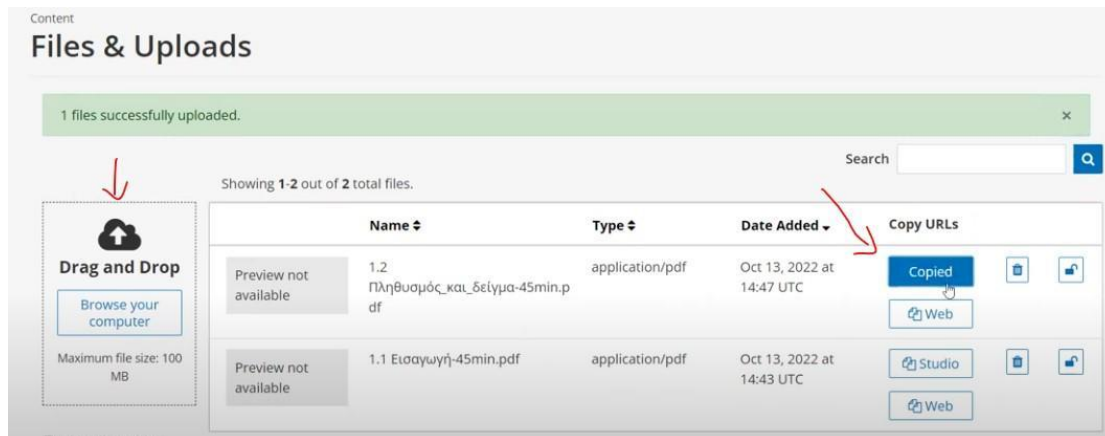 Content
Files & Uploads
1 files successfully uploaded.
×
Search
Showing 1-2 out of 2 total files.
Drag and Drop
Browse your
computer
Maximum file size: 100
MB
Name
Type
Date Added
Copy URLs
Preview not
available
1.2
Πληθυσμός_και_δείγμα-45min.p
df
application/pdf
Oct 13, 2022 at
14:47 UTC
Copied
Web
Preview not
available
1.1 Εισαγωγή-45min.pdf
application/pdf
Oct 13, 2022 at
14:43 UTC
Studio
Web